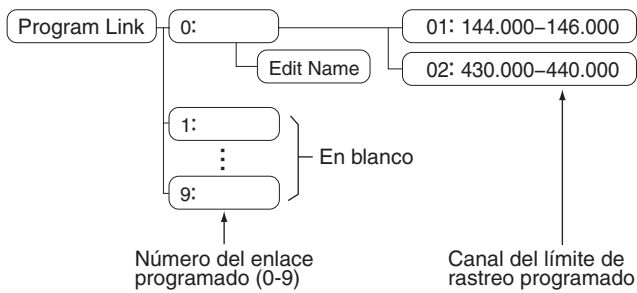 Program Link
0:
01: 144.000–146.000
Edit Name
02: 430.000–440.000
1:
En blanco
9:
Número del enlace
programado (0-9)
Canal del límite de
rastreo programado